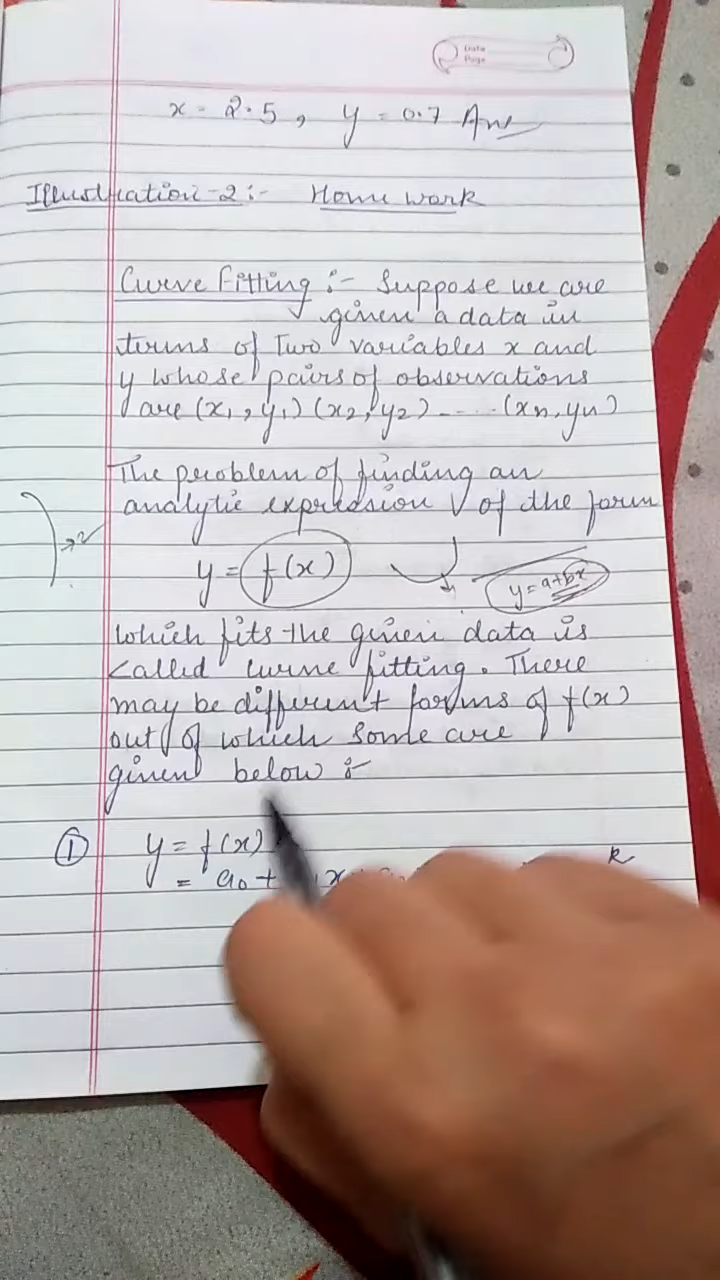 Date
Page
x = 2.5, y = 0.7 Ans
Illustration-2:- Home work
Curve Fitting :- Suppose we are
given a data in
terms of Two variables x and
y whose pairs of observations
are (x1, y1) (x2, y2) ---- (xn, yn)
The problem of finding an
analytic expression of the form
y = f(x)
y = a+bx
which fits the given data is
called curve fitting. There
may be different forms of f(x)
out of which some are
given below :-
① y = f(x)
= a0 + x k